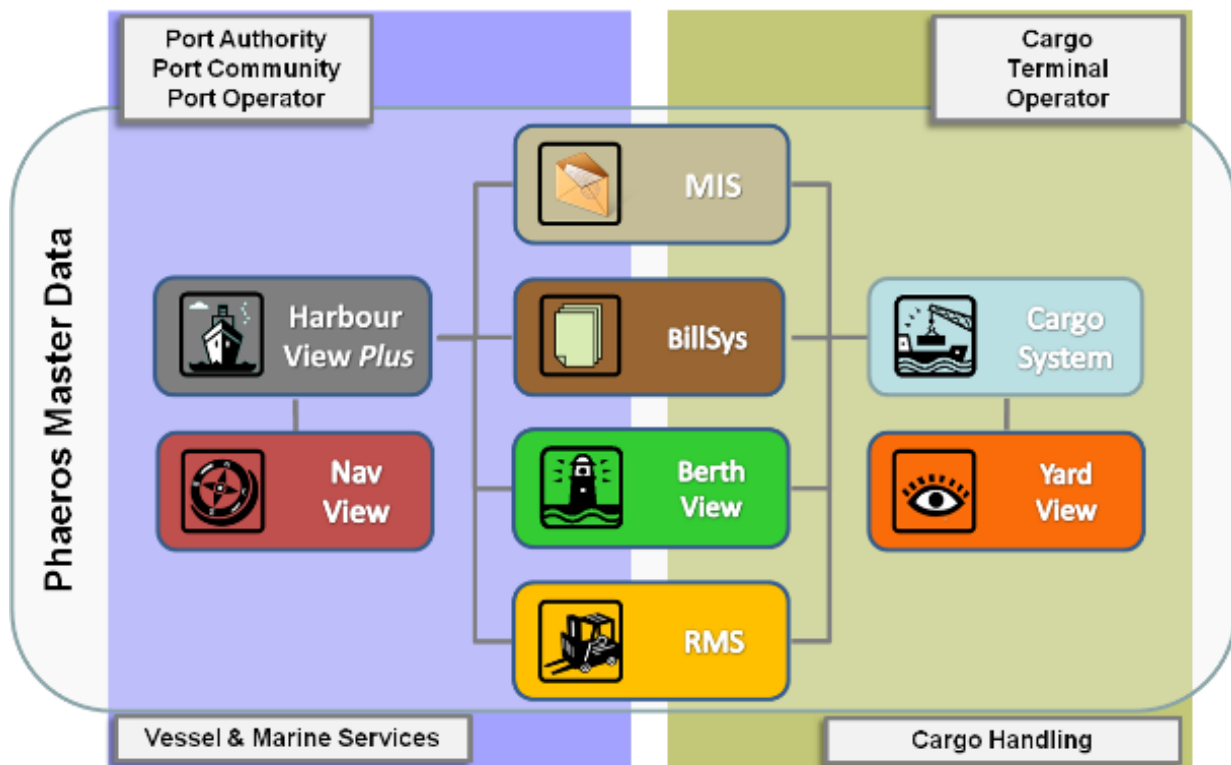 Port Authority
Port Community
Port Operator
Cargo
Terminal
Operator
Phaeros Master Data
MIS
Harbour
View Plus
BillSys
Cargo
System
Nav
View
Berth
View
Yard
View
RMS
Vessel & Marine Services
Cargo Handling